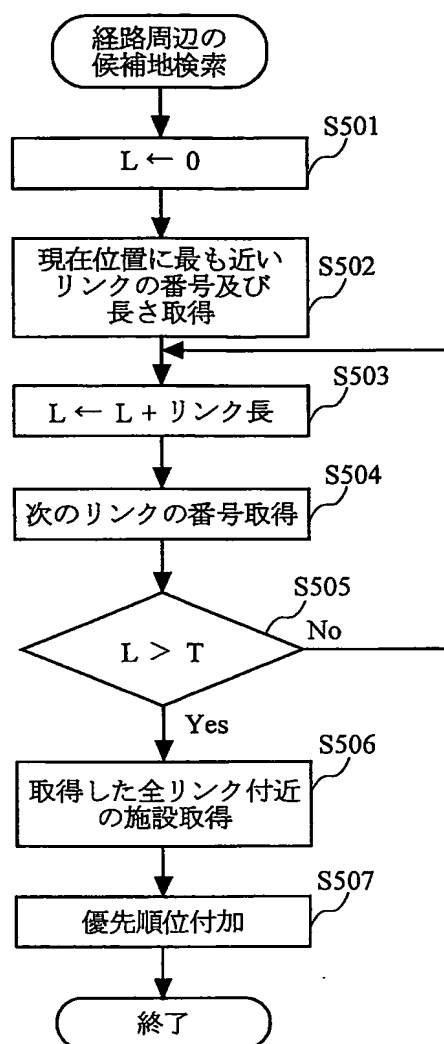 経路周辺の
候補地検索
S501
L ← 0
S502
現在位置に最も近い
リンクの番号及び
長さ取得
S503
L ← L + リンク長
S504
次のリンクの番号取得
S505
L > T
No
Yes
S506
取得した全リンク付近
の施設取得
S507
優先順位付加
終了